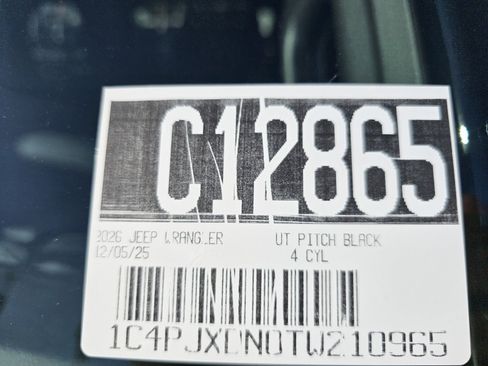 C12865
2026 JEEP WRANGLER UT PITCH BLACK
12/05/25 4 CYL
1C4PJXDN0TW210965